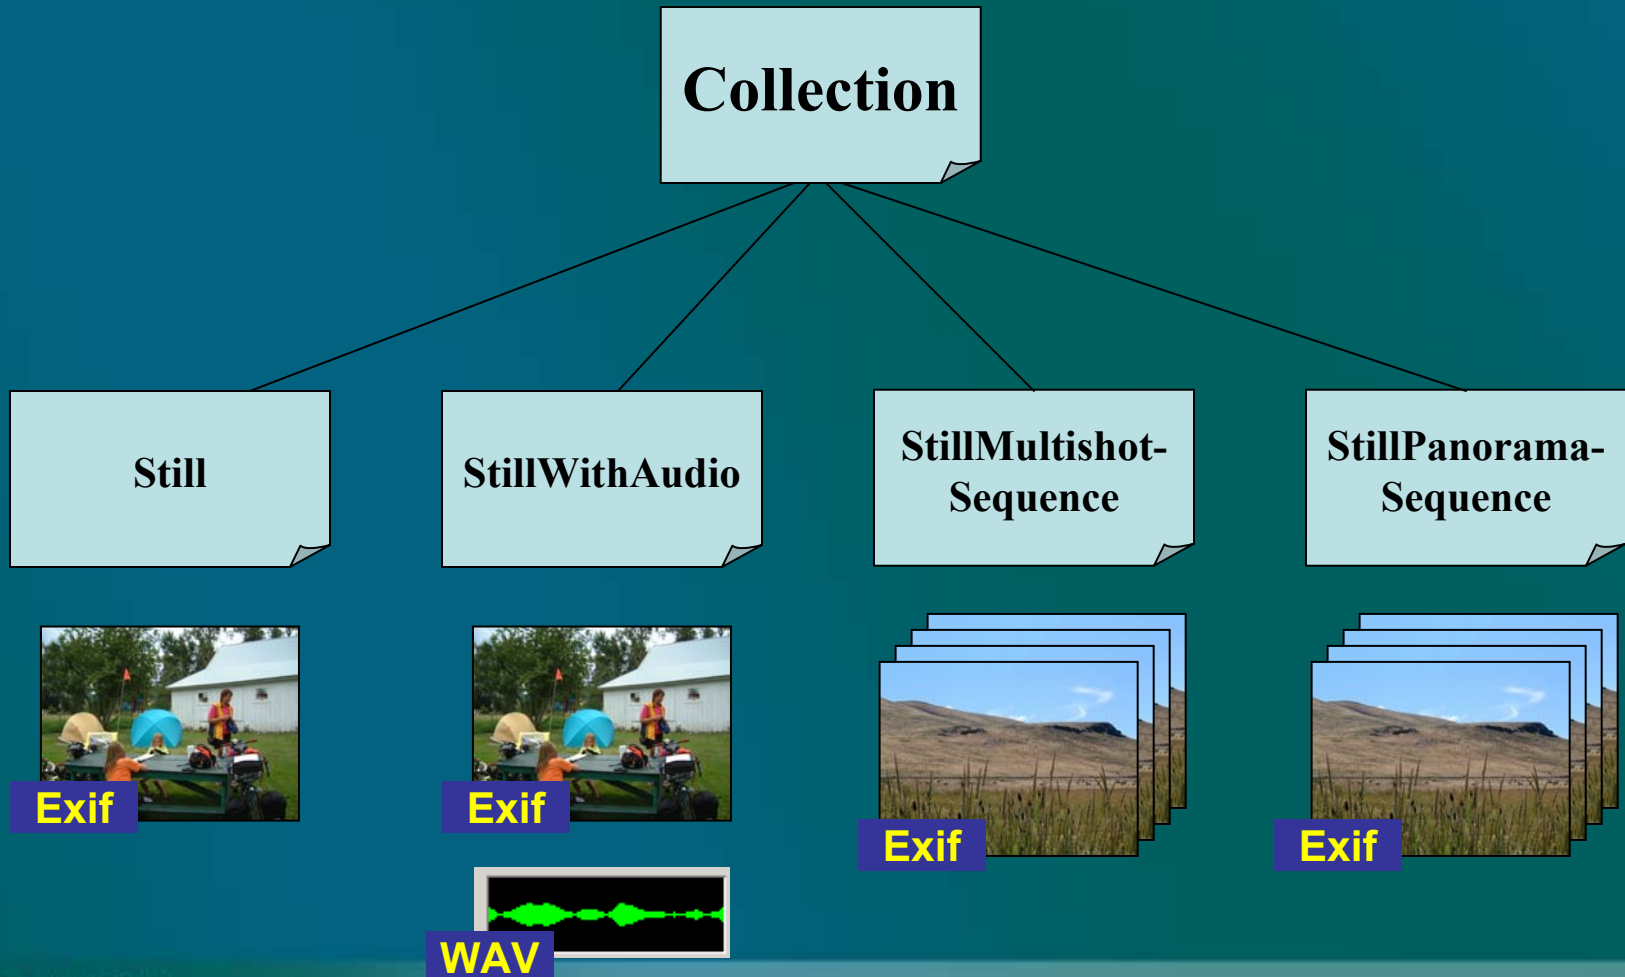 Collection
Still
StillWithAudio
StillMultishot-
Sequence
StillPanorama-
Sequence
Exif
Exif
Exif
Exif
WAV